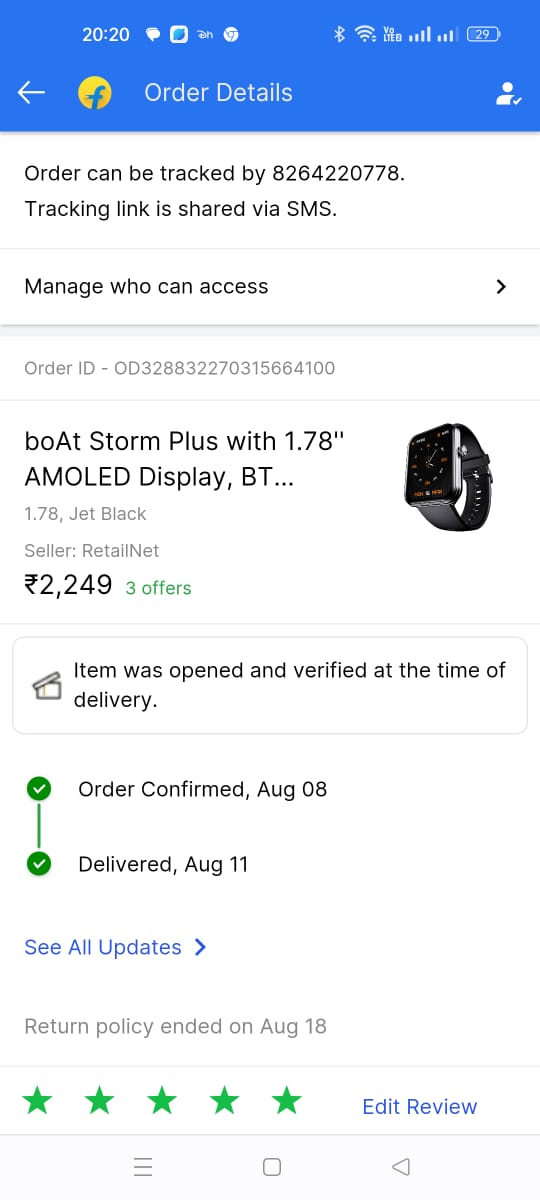 20:20
Vo
LTEB
29
Order Details
Order can be tracked by 8264220778.
Tracking link is shared via SMS.
Manage who can access
Order ID - OD328832270315664100
boAt Storm Plus with 1.78"
AMOLED Display, BT...
1.78, Jet Black
Seller: RetailNet
₹2,249 3 offers
Item was opened and verified at the time of
delivery.
Order Confirmed, Aug 08
Delivered, Aug 11
See All Updates
Return policy ended on Aug 18
Edit Review